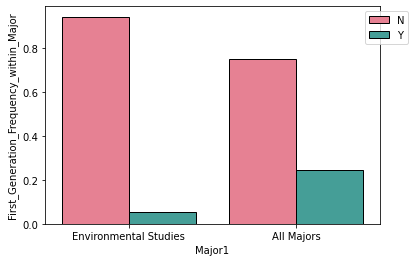 First_Generation_Frequency_within_Major
0.8
0.6
0.4
0.2
0.0
N
Y
Environmental Studies
All Majors
Major1